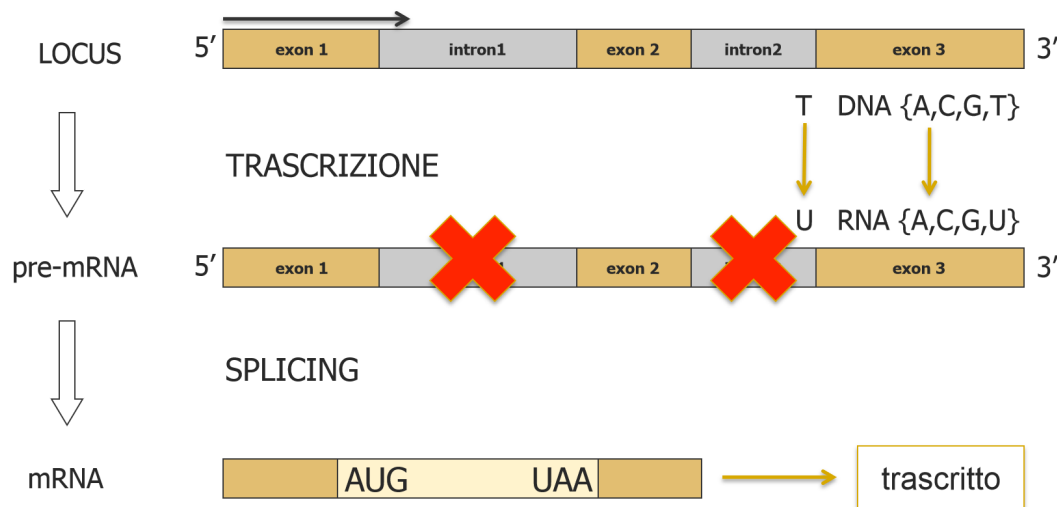 LOCUS
5′ exon 1 intron1 exon 2 intron2 exon 3 3′
T DNA {A,C,G,T}
TRASCRIZIONE
U RNA {A,C,G,U}
pre-mRNA
5′ exon 1 exon 2 exon 3 3′
SPLICING
mRNA
AUG UAA
trascritto